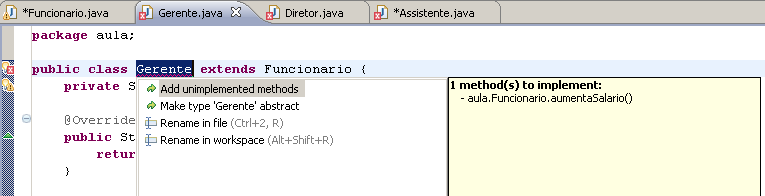 *Funcionario.java Gerente.java Diretor.java *Assistente.java
package aula;
public class Gerente extends Funcionario {
private S
@Override
public St
retur
}
Add unimplemented methods
Make type 'Gerente' abstract
Rename in file (Ctrl+2, R)
Rename in workspace (Alt+Shift+R)
1 method(s) to implement:
- aula.Funcionario.aumentaSalario()